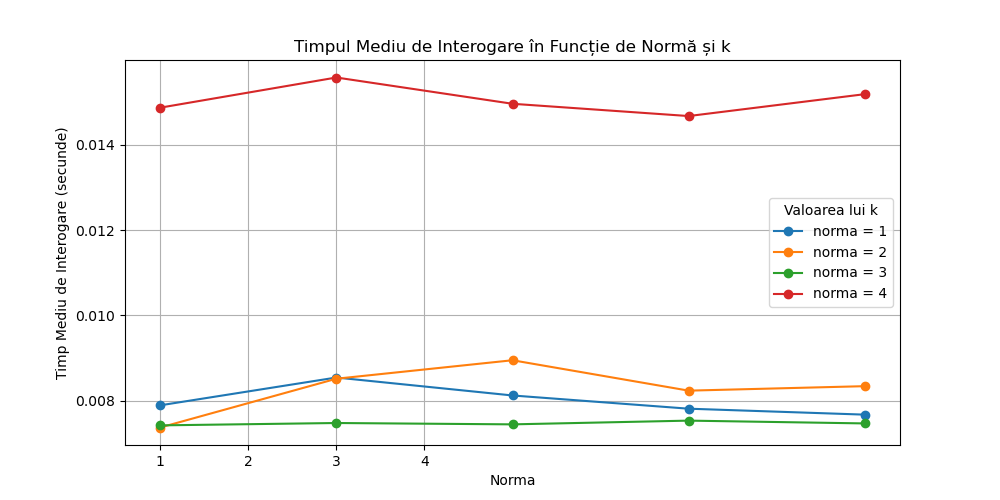 Timpul Mediu de Interogare în Funcție de Normă și k
Timp Mediu de Interogare (secunde)
0.014
0.012
0.010
0.008
Valoarea lui k
norma = 1
norma = 2
norma = 3
norma = 4
1 2 3 4
Norma